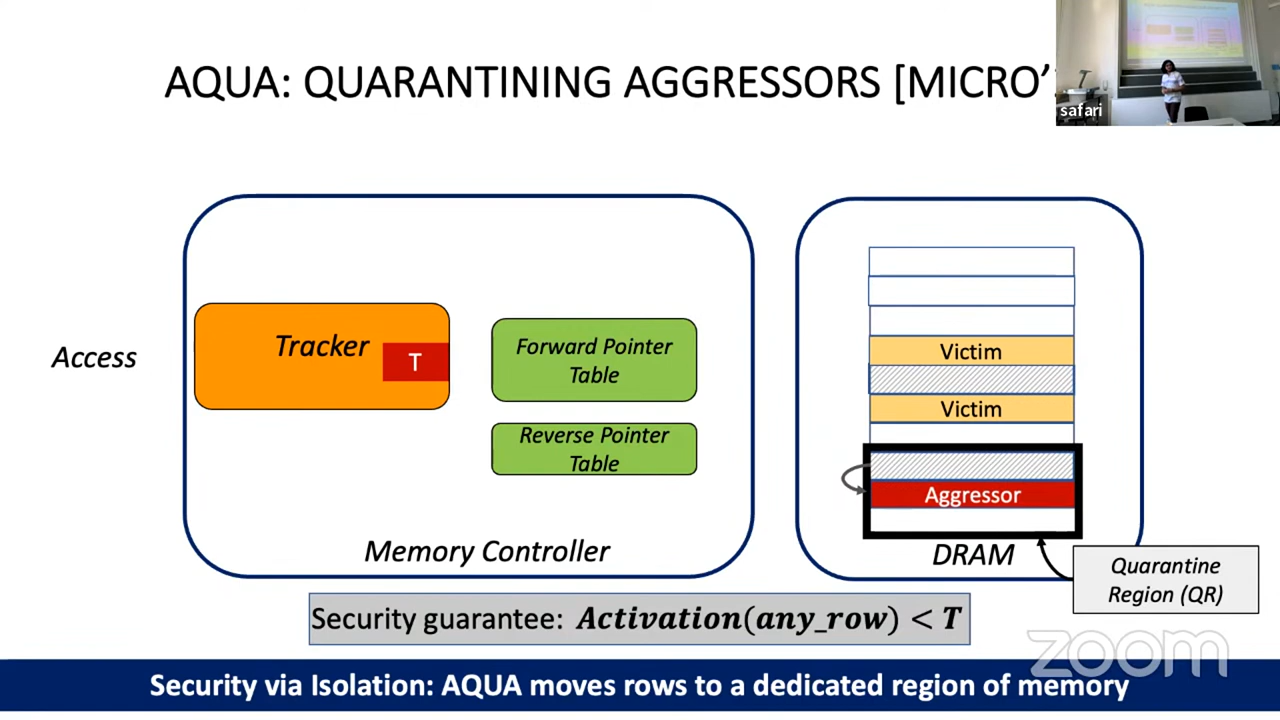 AQUA: QUARANTINING AGGRESSORS [MICRO'
safari
Access
Tracker
T
Forward Pointer
Table
Reverse Pointer
Table
Memory Controller
Victim
Victim
Aggressor
DRAM
Quarantine
Region (QR)
Security guarantee: Activation(any_row) < T
zoom
Security via Isolation: AQUA moves rows to a dedicated region of memory